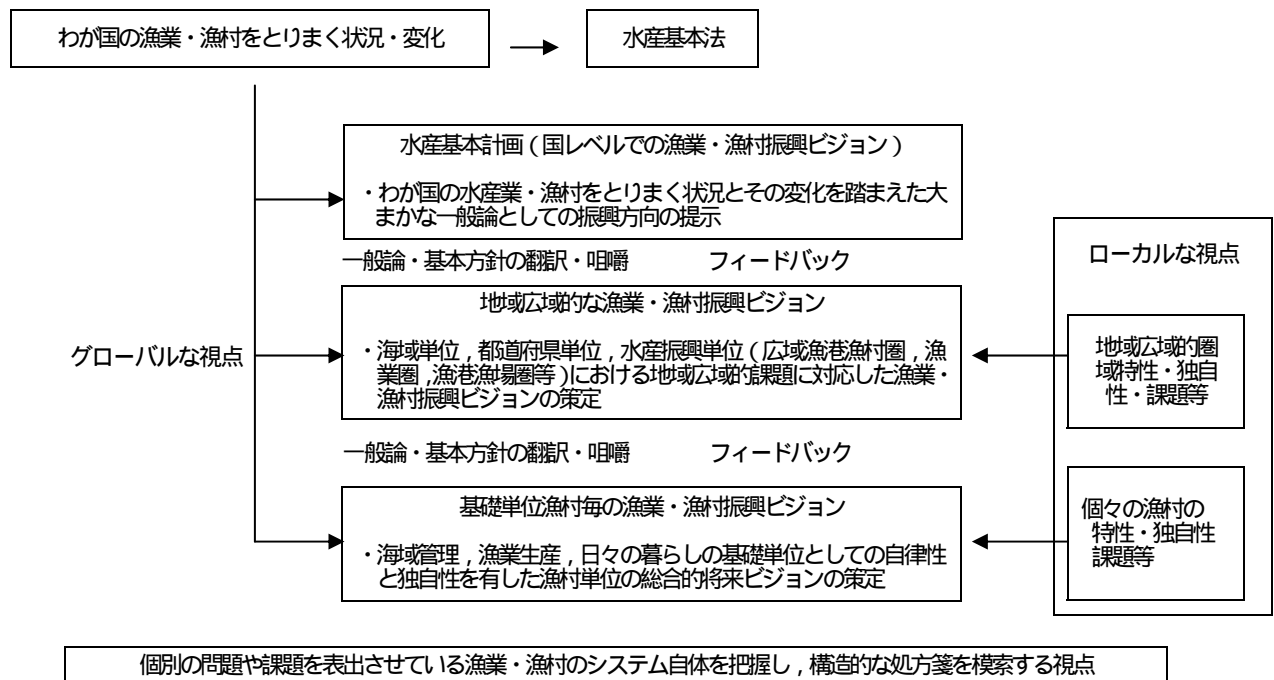 わが国の漁業・漁村をとりまく状況・変化
水産基本法
水産基本計画（国レベルでの漁業・漁村振興ビジョン）
・わが国の水産業・漁村をとりまく状況とその変化を踏まえた大
まかな一般論としての振興方向の提示
一般論・基本方針の翻訳・咀嚼　フィードバック
地域広域的な漁業・漁村振興ビジョン
・海域単位，都道府県単位，水産振興単位（広域漁港漁村圏，漁
業圏，漁港漁場圏等）における地域広域的課題に対応した漁業・
漁村振興ビジョンの策定
一般論・基本方針の翻訳・咀嚼　フィードバック
基礎単位漁村毎の漁業・漁村振興ビジョン
・海域管理，漁業生産，日々の暮らしの基礎単位としての自律性
と独自性を有した漁村単位の総合的将来ビジョンの策定
グローバルな視点
ローカルな視点
地域広域的圏
域特性・独自
性・課題等
個々の漁村の
特性・独自性
課題等
個別の問題や課題を表出させている漁業・漁村のシステム自体を把握し，構造的な処方箋を模索する視点